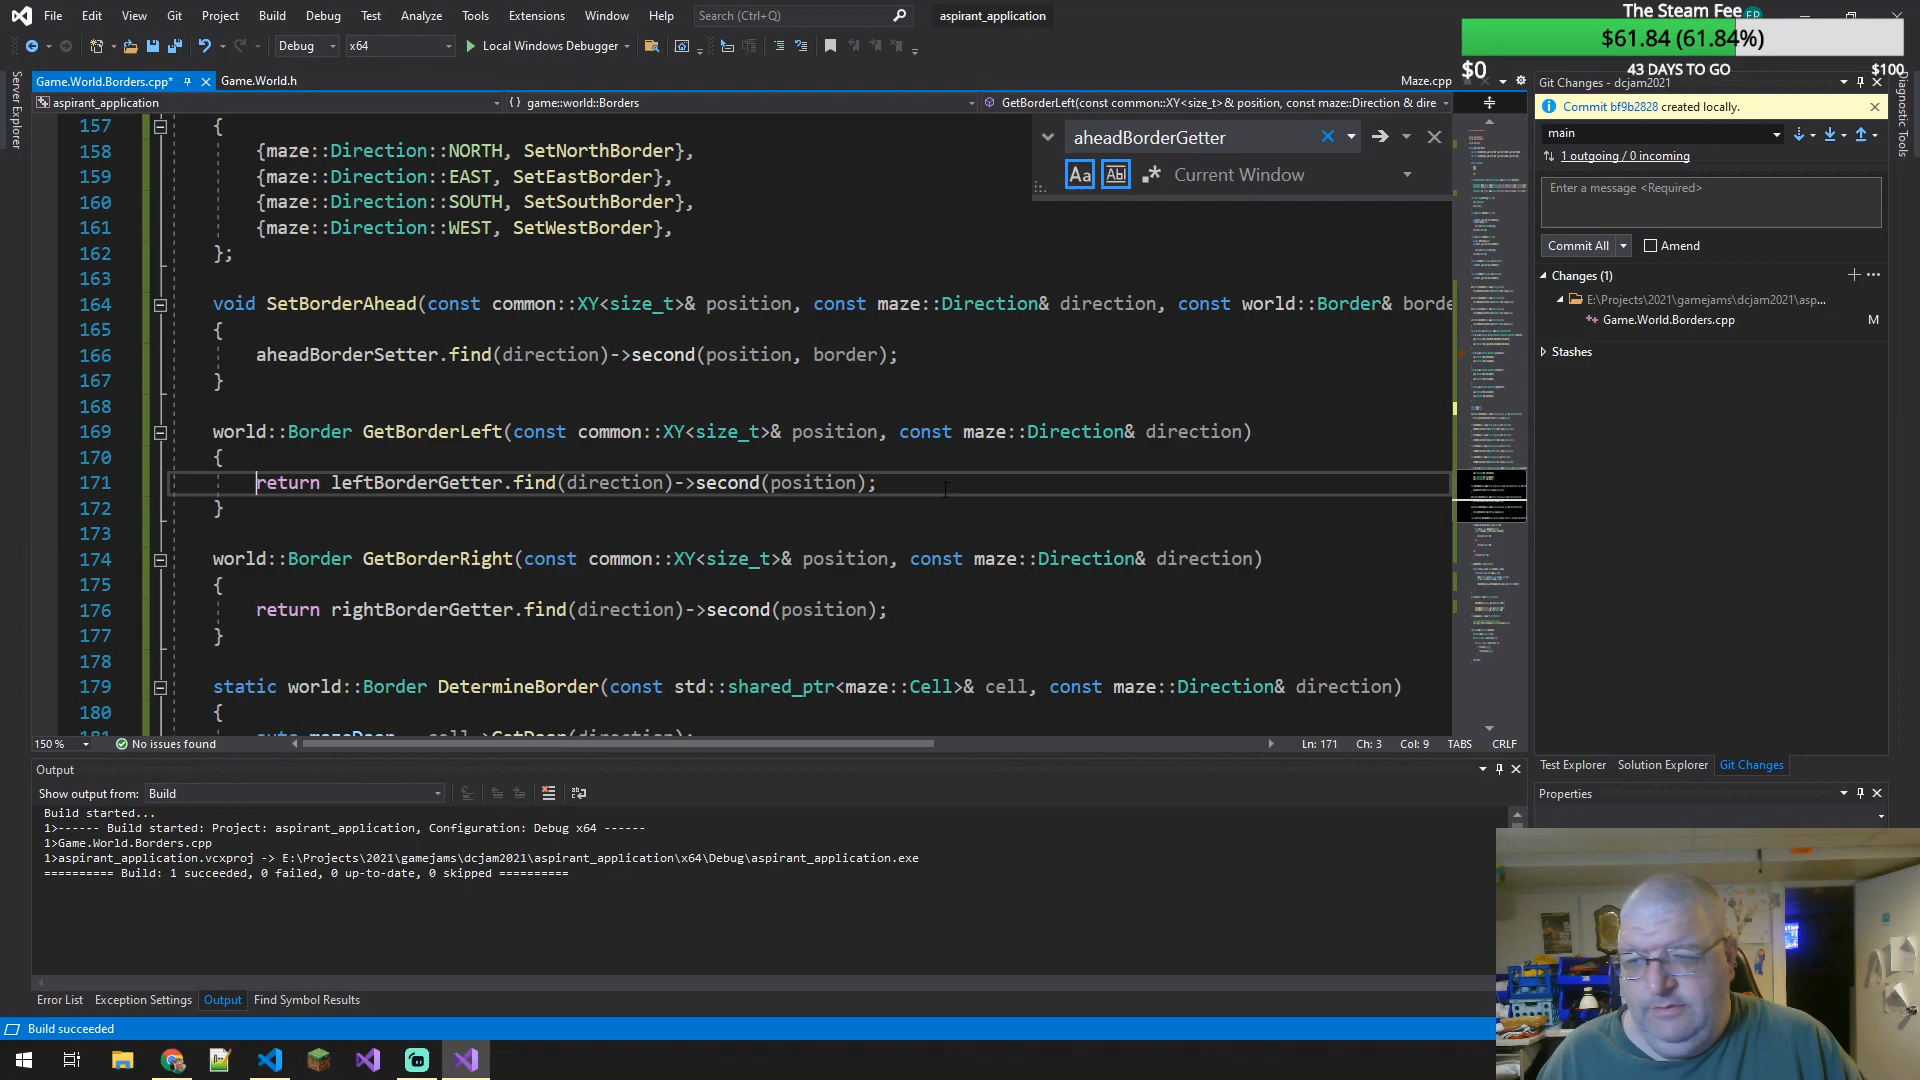 File Edit View Git Project Build Debug Test Analyze Tools Extensions Window Help Search (Ctrl+Q) aspirant_application
The Steam Fee
$61.84 (61.84%)
$0 43 DAYS TO GO $100
Debug x64 Local Windows Debugger
Server Explorer
Diagnostic Tools
Game.World.Borders.cpp* Game.World.h Maze.cpp
aspirant_application {} game::world::Borders GetBorderLeft(const common::XY<size_t>& position, const maze::Direction& dire
aheadBorderGetter
Aa Abl Current Window
157 {
158 {maze::Direction::NORTH, SetNorthBorder},
159 {maze::Direction::EAST, SetEastBorder},
160 {maze::Direction::SOUTH, SetSouthBorder},
161 {maze::Direction::WEST, SetWestBorder},
162 };
163
164 void SetBorderAhead(const common::XY<size_t>& position, const maze::Direction& direction, const world::Border& borde
165 {
166 aheadBorderSetter.find(direction)->second(position, border);
167 }
168
169 world::Border GetBorderLeft(const common::XY<size_t>& position, const maze::Direction& direction)
170 {
171 return leftBorderGetter.find(direction)->second(position);
172 }
173
174 world::Border GetBorderRight(const common::XY<size_t>& position, const maze::Direction& direction)
175 {
176 return rightBorderGetter.find(direction)->second(position);
177 }
178
179 static world::Border DetermineBorder(const std::shared_ptr<maze::Cell>& cell, const maze::Direction& direction)
180 {
150 % No issues found Ln: 171 Ch: 3 Col: 9 TABS CRLF
Git Changes - dcjam2021
Commit bf9b2828 created locally.
main
1 outgoing / 0 incoming
Enter a message <Required>
Commit All Amend
Changes (1)
E:\Projects\2021\gamejams\dcjam2021\asp...
Game.World.Borders.cpp M
Stashes
Test Explorer Solution Explorer Git Changes
Properties
Output
Show output from: Build
Build started...
1>------ Build started: Project: aspirant_application, Configuration: Debug x64 ------
1>Game.World.Borders.cpp
1>aspirant_application.vcxproj -> E:\Projects\2021\gamejams\dcjam2021\aspirant_application\x64\Debug\aspirant_application.exe
========== Build: 1 succeeded, 0 failed, 0 up-to-date, 0 skipped ==========
Error List Exception Settings Output Find Symbol Results
Build succeeded